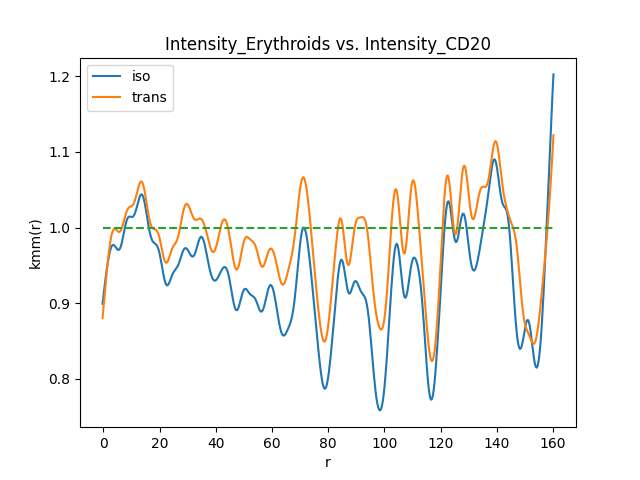 Intensity_Erythroids vs. Intensity_CD20
iso
trans
1.2
1.1
1.0
0.9
0.8
kmm(r)
0 20 40 60 80 100 120 140 160
r